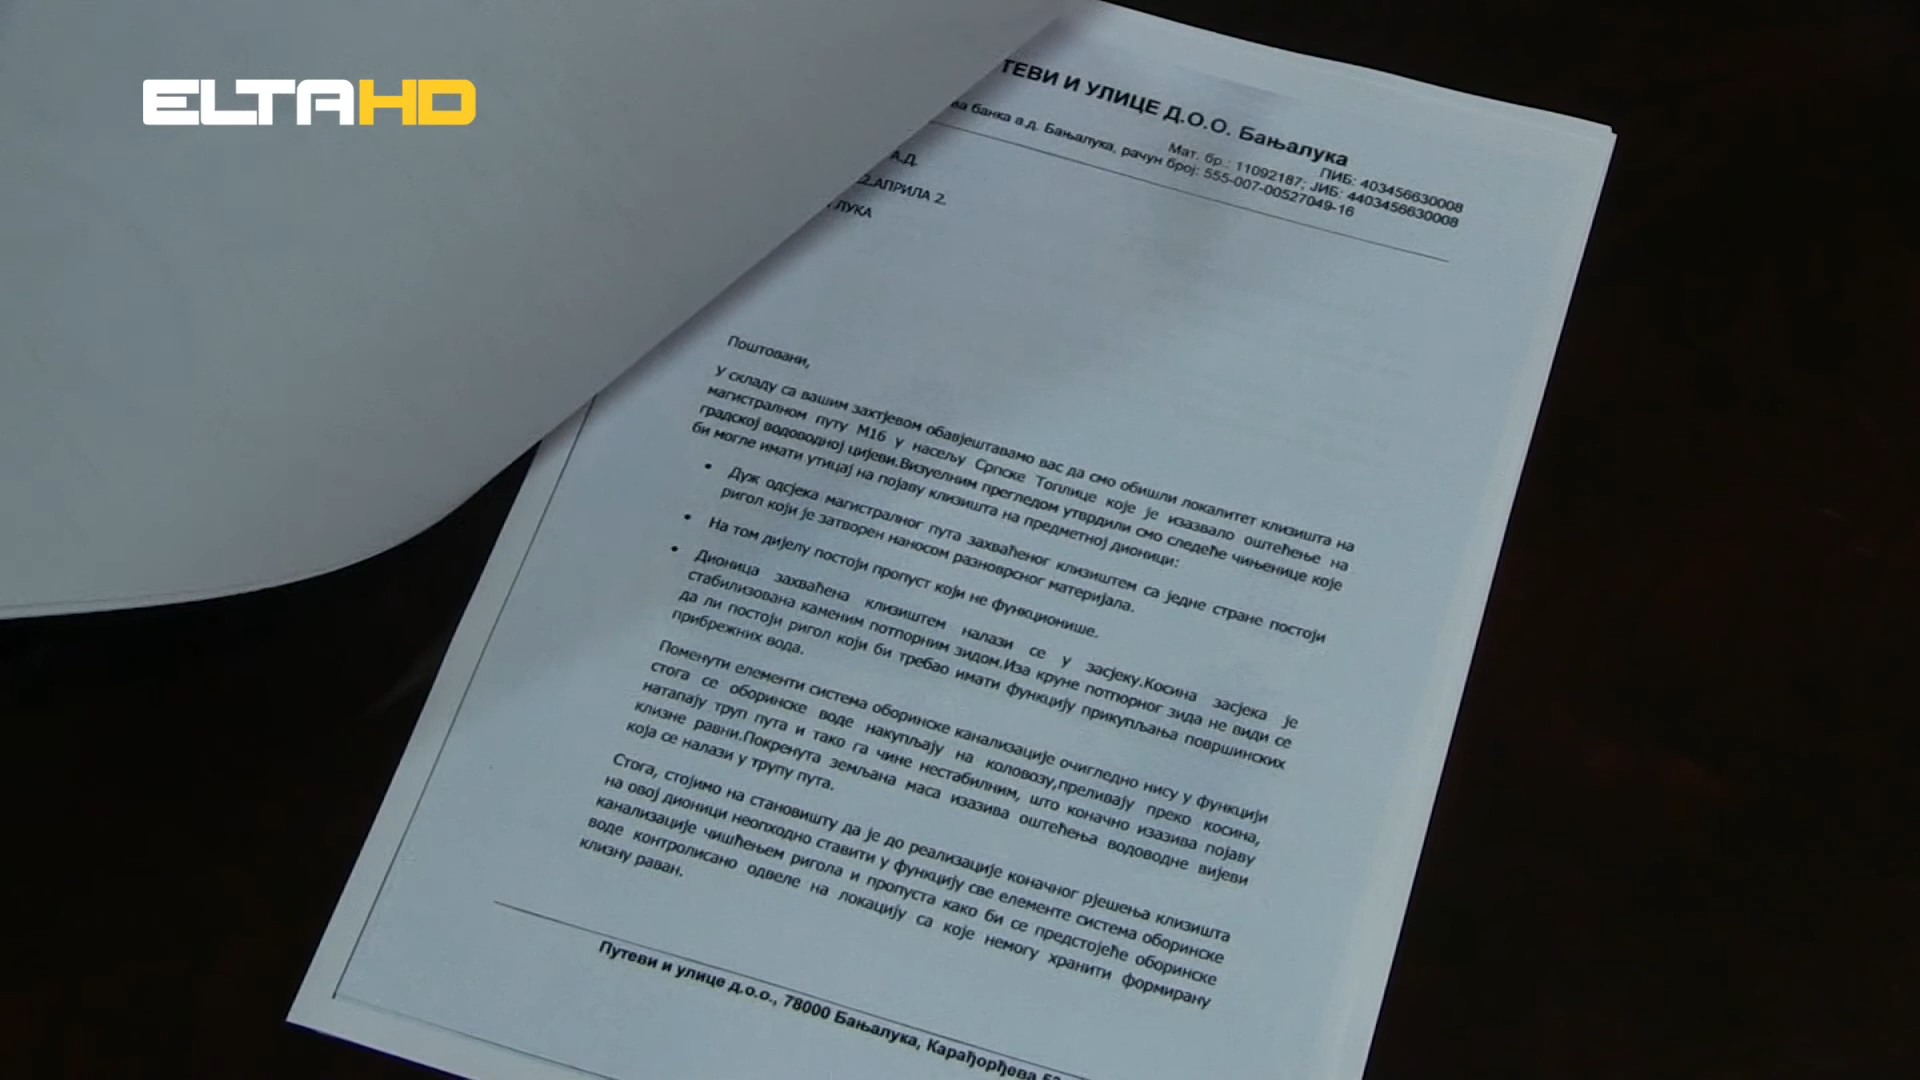 ELTAHD
ТЕВИ И УЛИЦЕ Д.О.О. Бањалука
Мат. бр.: 11092187; ПИБ: 403456630008
ва банка а.д. Бањалука, рачун број: 555-007-00527049-16 ЈИБ: 4403456630008
А.Д.
22.АПРИЛА 2.
ЛУКА
Поштовани,
У складу са вашим захтјевом обавјештавамо вас да смо обишли локалитет клизишта на
магистралном путу М16 у насељу Српске Топлице које је изазвало оштећење на
градској водоводној цијеви.Визуелним прегледом утврдили смо следеће чињенице које
би могле имати утицај на појаву клизишта на предметној дионици:
• Дуж одсјека магистралног пута захваћеног клизиштем са једне стране постоји
ригол који је затворен наносом разноврсног материјала.
• На том дијелу постоји пропуст који не функционише.
• Дионица захваћена клизиштем налази се у засјеку.Косина засјека је
стабилизована каменим потпорним зидом.Иза круне потпорног зида не види се
да ли постоји ригол који би требао имати функцију прикупљања површинских
прибрежних вода.
Поменути елементи система оборинске канализације очигледно нису у функцији
стога се оборинске воде накупљају на коловозу,преливају преко косина,
натапају труп пута и тако га чине нестабилним, што коначно изазива појаву
клизне равни.Покренута земљана маса изазива оштећења водоводне вијеви
која се налази у трупу пута.
Стога, стојимо на становишту да је до реализације коначног рјешења клизишта
на овој дионици неопходно ставити у функцију све елементе система оборинске
канализације чишћењем ригола и пропуста како би се предстојеће оборинске
воде контролисано одвеле на локацију са које немогу хранити формирану
клизну раван.
Путеви и улице д.о.о., 78000 Бањалука, Карађорђева